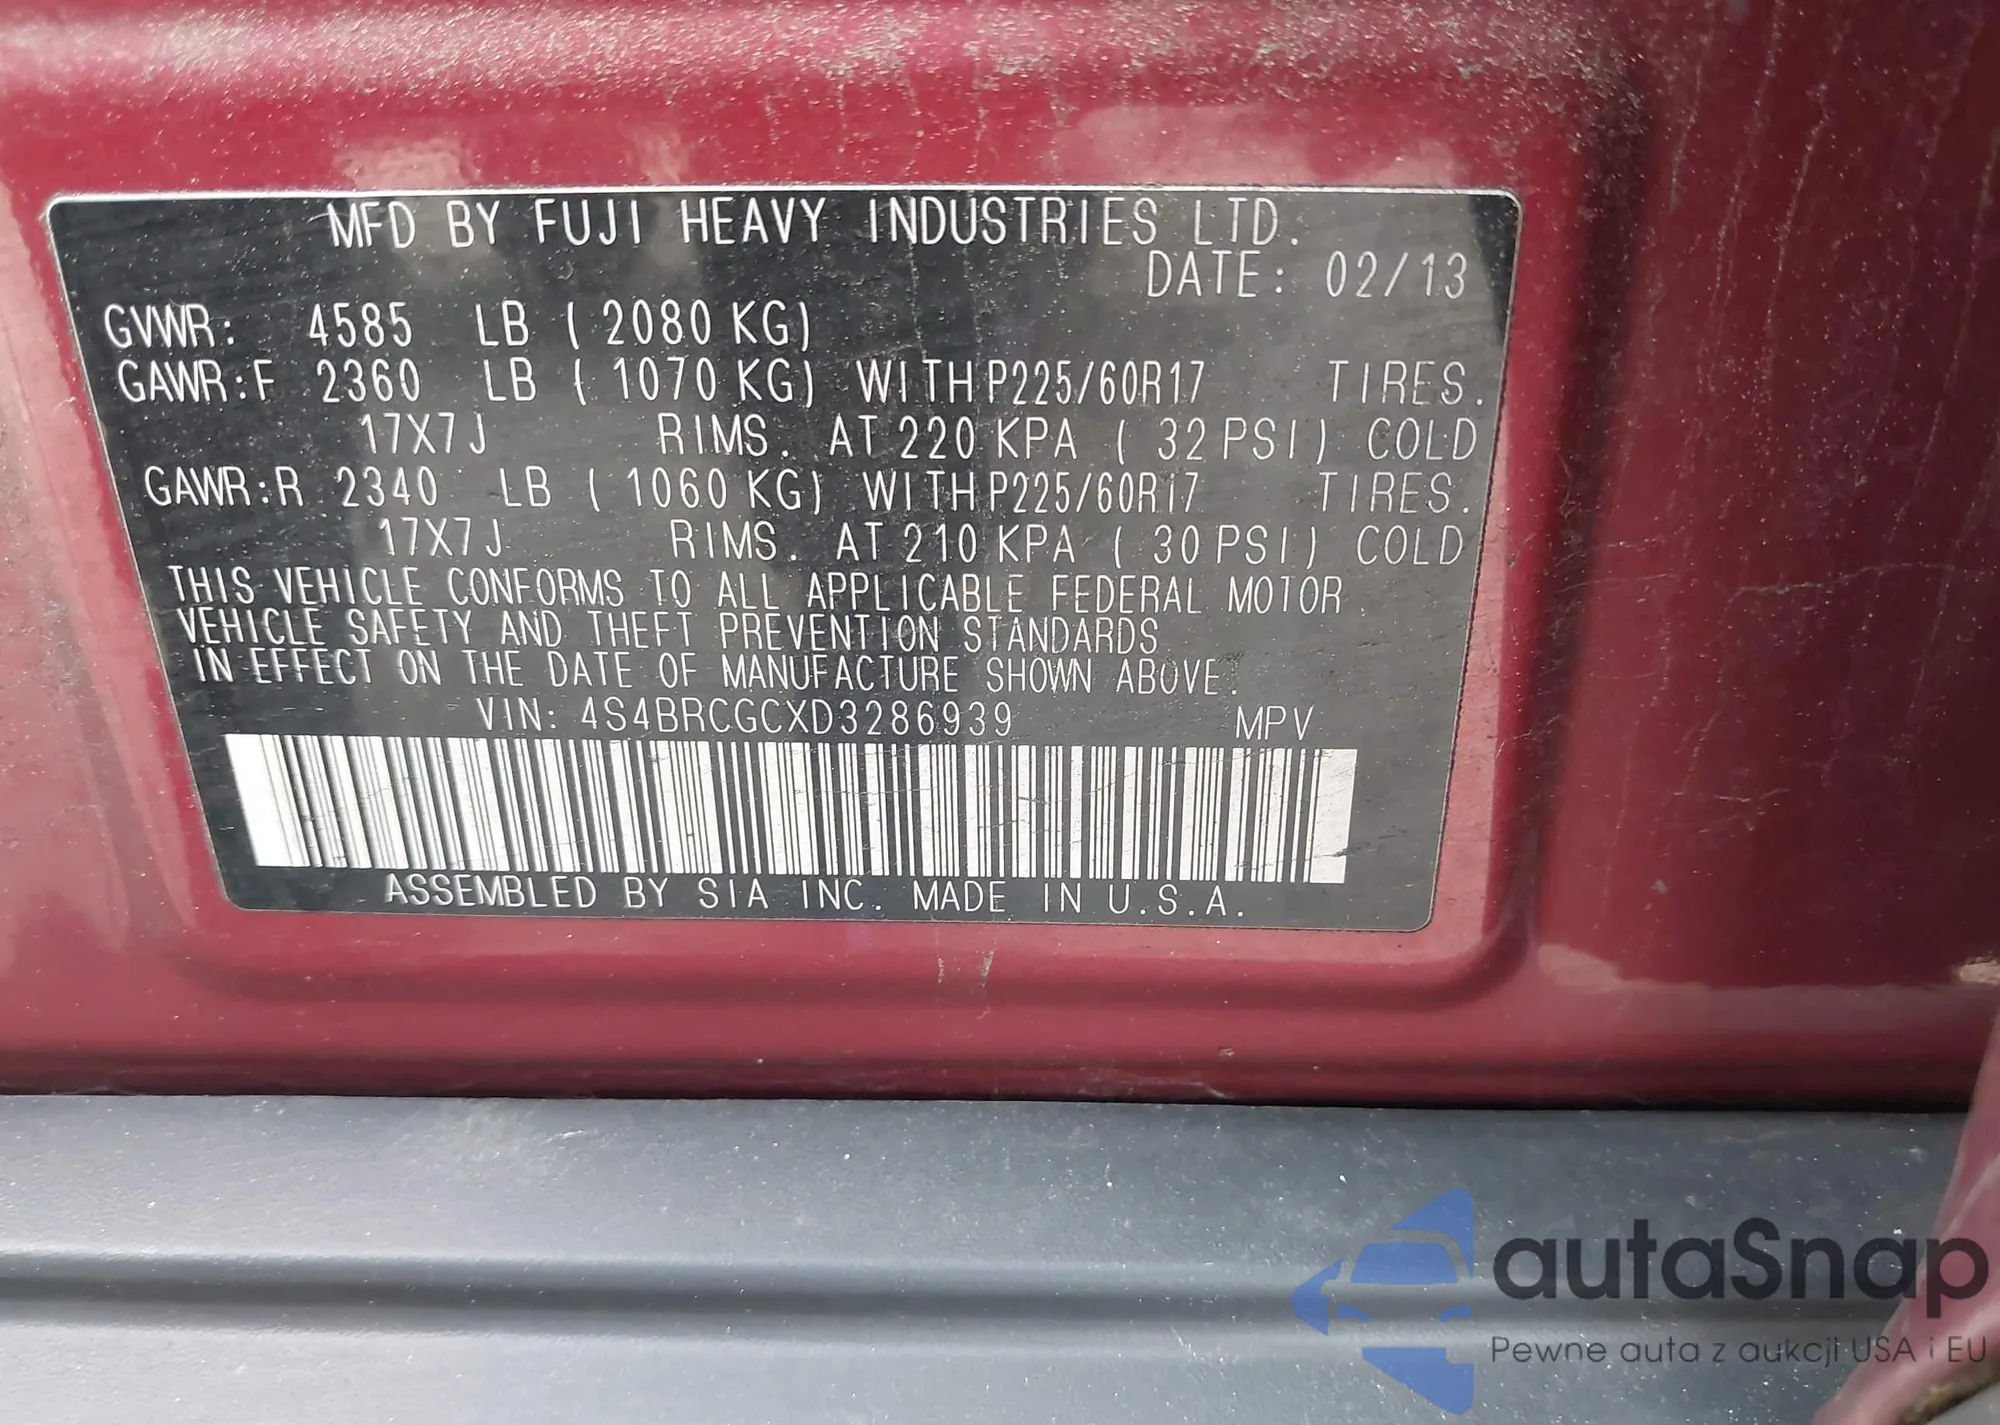 MFD BY FUJI HEAVY INDUSTRIES LTD.
DATE: 02/13
GVWR: 4585 LB ( 2080 KG)
GAWR:F 2360 LB ( 1070 KG) WITH P225/60R17 TIRES.
17X7J RIMS. AT 220 KPA ( 32 PSI) COLD
GAWR:R 2340 LB ( 1060 KG) WITH P225/60R17 TIRES.
17X7J RIMS. AT 210 KPA ( 30 PSI) COLD
THIS VEHICLE CONFORMS TO ALL APPLICABLE FEDERAL MOTOR
VEHICLE SAFETY AND THEFT PREVENTION STANDARDS
IN EFFECT ON THE DATE OF MANUFACTURE SHOWN ABOVE.
VIN: 4S4BRCGCXD3286939 MPV
ASSEMBLED BY SIA INC. MADE IN U.S.A.
autaSnap
Pewne auta z aukcji USA i EU